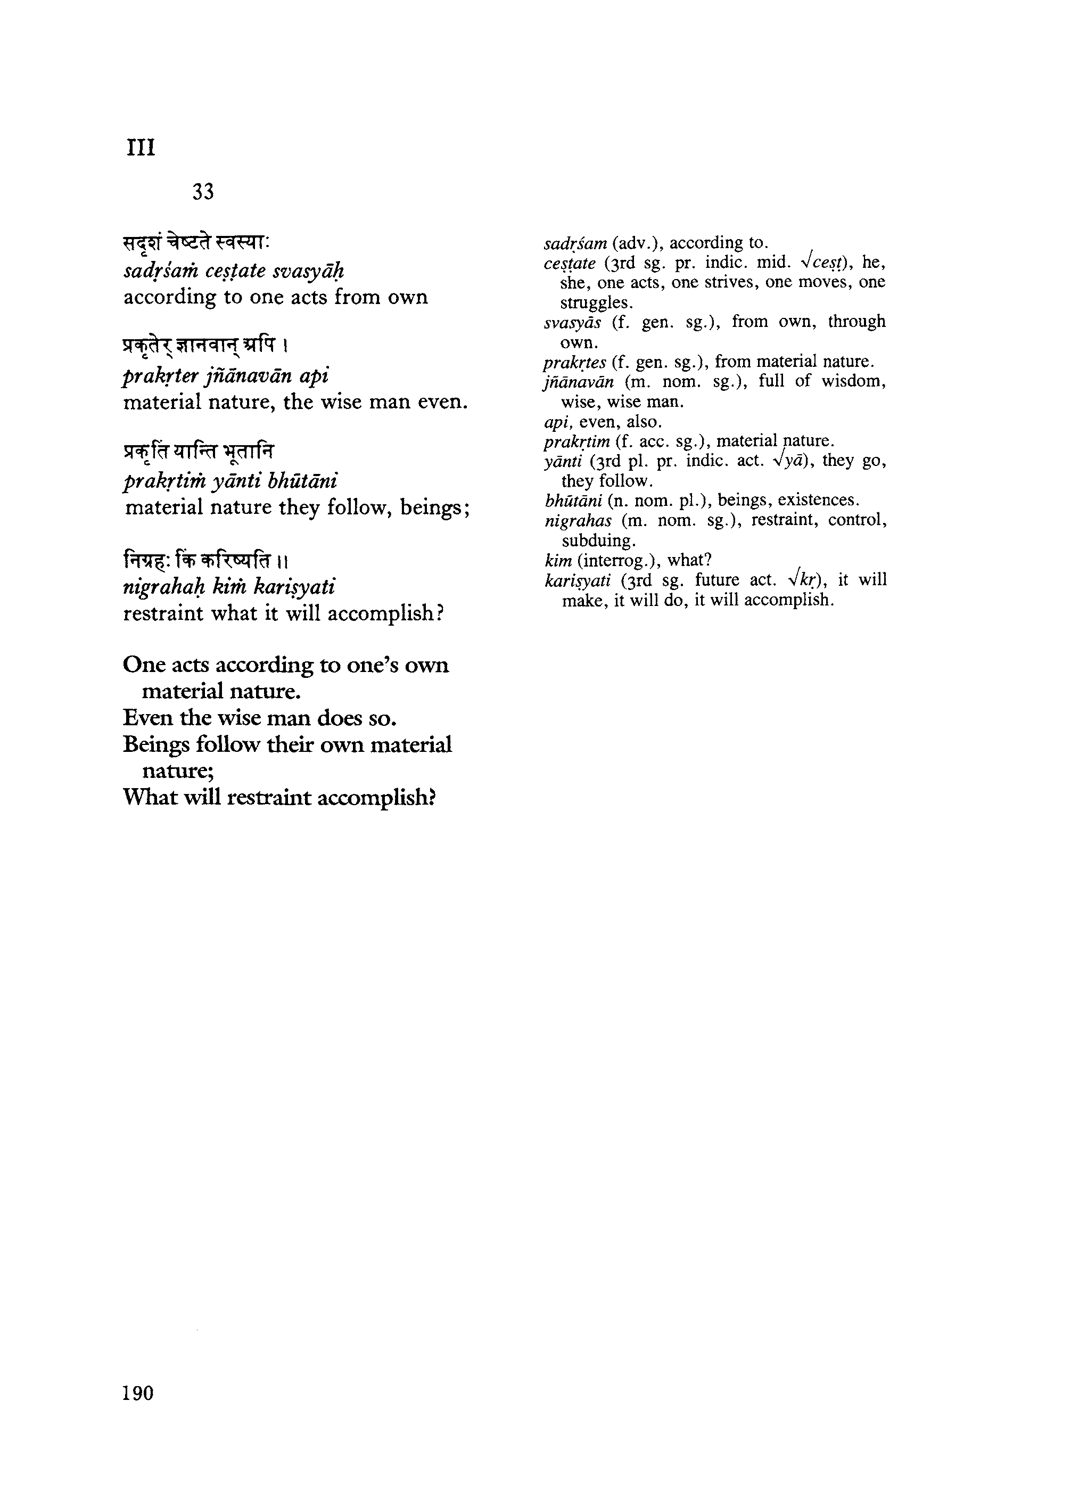 III
33
सदृशं चेष्टते स्वस्याः
sadṛśaṁ ceṣṭate svasyāḥ
according to one acts from own
प्रकृतेर् ज्ञानवान् अपि ।
prakṛter jñānavān api
material nature, the wise man even.
प्रकृतिं यान्ति भूतानि
prakṛtiṁ yānti bhūtāni
material nature they follow, beings;
निग्रहः किं करिष्यति ॥
nigrahaḥ kiṁ kariṣyati
restraint what it will accomplish?
One acts according to one's own
material nature.
Even the wise man does so.
Beings follow their own material
nature;
What will restraint accomplish?
sadṛśam (adv.), according to.
ceṣṭate (3rd sg. pr. indic. mid. √ceṣṭ), he,
she, one acts, one strives, one moves, one
struggles.
svasyās (f. gen. sg.), from own, through
own.
prakṛtes (f. gen. sg.), from material nature.
jñānavān (m. nom. sg.), full of wisdom,
wise, wise man.
api, even, also.
prakṛtim (f. acc. sg.), material nature.
yānti (3rd pl. pr. indic. act. √yā), they go,
they follow.
bhūtāni (n. nom. pl.), beings, existences.
nigrahas (m. nom. sg.), restraint, control,
subduing.
kim (interrog.), what?
kariṣyati (3rd sg. future act. √kṛ), it will
make, it will do, it will accomplish.
190